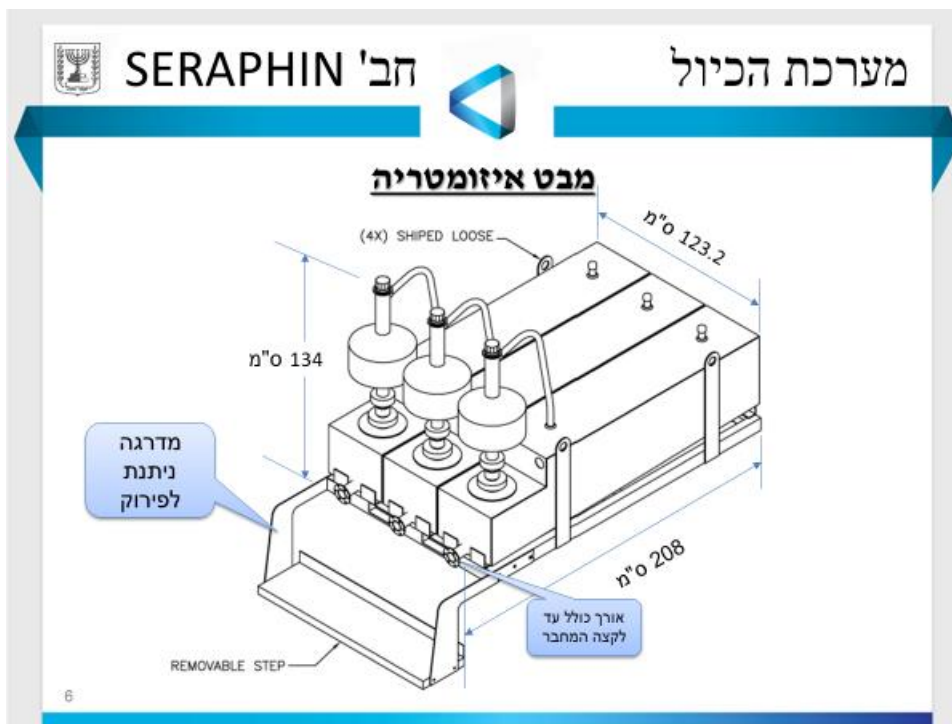 מערכת הכיול
חב' SERAPHIN
מבט איזומטריה
(4X) SHIPED LOOSE
123.2 ס"מ
134 ס"מ
מדרגה
ניתנת
לפירוק
208 ס"מ
אורך כולל עד
לקצה המחבר
REMOVABLE STEP
6